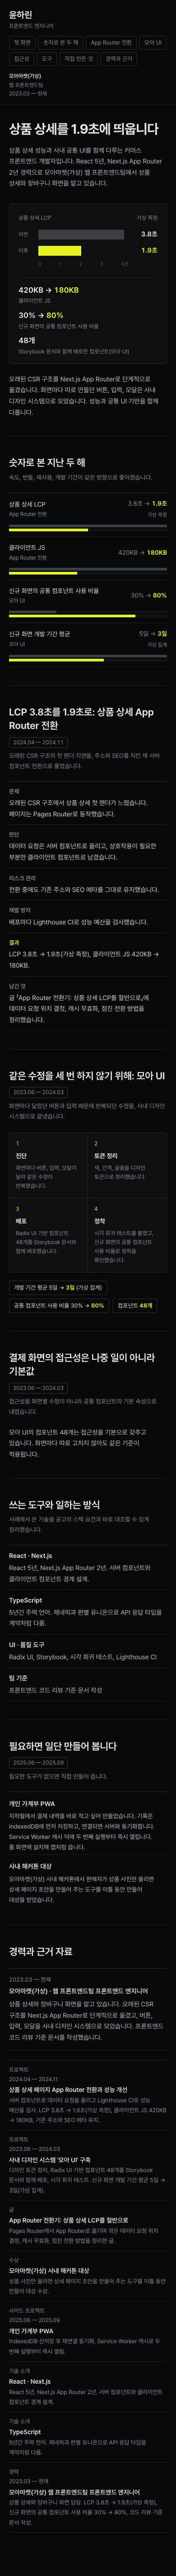 윤하린
프론트엔드 엔지니어
첫 화면
숫자로 본 두 해
App Router 전환
모아 UI
접근성
도구
직접 만든 것
경력과 근거
모아마켓(가상)
웹 프론트엔드팀
2023.03 — 현재
상품 상세를 1.9초에 띄웁니다
상품 상세 성능과 사내 공통 UI를 함께 다루는 커머스
프론트엔드 개발자입니다. React 5년, Next.js App Router
2년 경력으로 모아마켓(가상) 웹 프론트엔드팀에서 상품
상세와 장바구니 화면을 맡고 있습니다.
상품 상세 LCP
가상 측정
이전
3.8초
이후
1.9초
0 1 2 3 4초
420KB → 180KB
클라이언트 JS
30% → 80%
신규 화면의 공통 컴포넌트 사용 비율
48개
Storybook 문서와 함께 배포한 컴포넌트(모아 UI)
오래된 CSR 구조를 Next.js App Router로 단계적으로
옮겼습니다. 화면마다 따로 만들던 버튼, 입력, 모달은 사내
디자인 시스템으로 모았습니다. 성능과 공통 UI 기반을 함께
다룹니다.
숫자로 본 지난 두 해
속도, 번들, 재사용, 개발 기간이 같은 방향으로 좋아졌습니다.
상품 상세 LCP
3.8초 → 1.9초
App Router 전환
가상 측정
클라이언트 JS
420KB → 180KB
App Router 전환
신규 화면의 공통 컴포넌트 사용 비율
30% → 80%
모아 UI
신규 화면 개발 기간 평균
5일 → 3일
모아 UI
가상 집계
LCP 3.8초를 1.9초로: 상품 상세 App
Router 전환
2024.04 — 2024.11
오래된 CSR 구조의 첫 렌더 지연을, 주소와 SEO를 지킨 채 서버
컴포넌트 전환으로 풀었습니다.
문제
오래된 CSR 구조에서 상품 상세 첫 렌더가 느렸습니다.
페이지는 Pages Router로 동작했습니다.
판단
데이터 요청은 서버 컴포넌트로 올리고, 상호작용이 필요한
부분만 클라이언트 컴포넌트로 남겼습니다.
리스크 관리
전환 중에도 기존 주소와 SEO 메타를 그대로 유지했습니다.
재발 방지
배포마다 Lighthouse CI로 성능 예산을 검사했습니다.
결과
LCP 3.8초 → 1.9초(가상 측정), 클라이언트 JS 420KB →
180KB.
남긴 것
글 「App Router 전환기: 상품 상세 LCP를 절반으로」에
데이터 요청 위치 결정, 캐시 무효화, 점진 전환 방법을
정리했습니다.
같은 수정을 세 번 하지 않기 위해: 모아 UI
2023.06 — 2024.03
화면마다 달랐던 버튼과 입력 때문에 반복되던 수정을, 사내 디자인
시스템으로 끝냈습니다.
1
진단
화면마다 버튼, 입력, 모달이
달라 같은 수정이
반복됐습니다.
2
토큰 정리
색, 간격, 글꼴을 디자인
토큰으로 정리했습니다.
3
배포
Radix UI 기반 컴포넌트
48개를 Storybook 문서와
함께 배포했습니다.
4
정착
시각 회귀 테스트를 붙였고,
신규 화면의 공통 컴포넌트
사용 비율로 정착을
확인했습니다.
개발 기간 평균 5일 → 3일 (가상 집계)
공통 컴포넌트 사용 비율 30% → 80%
컴포넌트 48개
결제 화면의 접근성은 나중 일이 아니라
기본값
2023.06 — 2024.03
접근성을 화면별 수정이 아니라 공통 컴포넌트의 기본 속성으로
내렸습니다.
모아 UI의 컴포넌트 48개는 접근성을 기본으로 갖추고
있습니다. 화면마다 따로 고치지 않아도 같은 기준이
적용됩니다.
쓰는 도구와 일하는 방식
사례에서 쓴 기술을 공고의 스택 요건과 바로 대조할 수 있게
정리했습니다.
React · Next.js
React 5년, Next.js App Router 2년. 서버 컴포넌트와
클라이언트 컴포넌트 경계 설계.
TypeScript
5년간 주력 언어. 제네릭과 판별 유니온으로 API 응답 타입을
계약처럼 다룸.
UI · 품질 도구
Radix UI, Storybook, 시각 회귀 테스트, Lighthouse CI
팀 기준
프론트엔드 코드 리뷰 기준 문서 작성
필요하면 일단 만들어 봅니다
2025.06 — 2025.09
필요한 도구가 없으면 직접 만들어 씁니다.
개인 가계부 PWA
지하철에서 결제 내역을 바로 적고 싶어 만들었습니다. 기록은
IndexedDB에 먼저 저장하고, 연결되면 서버와 동기화합니다.
Service Worker 캐시 덕에 두 번째 실행부터 즉시 열립니다.
홈 화면에 설치해 앱처럼 씁니다.
사내 해커톤 대상
모아마켓(가상) 사내 해커톤에서 판매자가 상품 사진만 올리면
상세 페이지 초안을 만들어 주는 도구를 이틀 동안 만들어
대상을 받았습니다.
경력과 근거 자료
2023.03 — 현재
모아마켓(가상) · 웹 프론트엔드팀 프론트엔드 엔지니어
상품 상세와 장바구니 화면을 맡고 있습니다. 오래된 CSR
구조를 Next.js App Router로 단계적으로 옮겼고, 버튼,
입력, 모달을 사내 디자인 시스템으로 모았습니다. 프론트엔드
코드 리뷰 기준 문서를 작성했습니다.
프로젝트
2024.04 — 2024.11
상품 상세 페이지 App Router 전환과 성능 개선
서버 컴포넌트로 데이터 요청을 올리고 Lighthouse CI로 성능
예산을 검사. LCP 3.8초 → 1.9초(가상 측정), 클라이언트 JS 420KB
→ 180KB, 기존 주소와 SEO 메타 유지.
프로젝트
2023.06 — 2024.03
사내 디자인 시스템 '모아 UI' 구축
디자인 토큰 정리, Radix UI 기반 컴포넌트 48개를 Storybook
문서와 함께 배포, 시각 회귀 테스트. 신규 화면 개발 기간 평균 5일 →
3일(가상 집계).
글
App Router 전환기: 상품 상세 LCP를 절반으로
Pages Router에서 App Router로 옮기며 겪은 데이터 요청 위치
결정, 캐시 무효화, 점진 전환 방법을 정리한 글.
수상
모아마켓(가상) 사내 해커톤 대상
상품 사진만 올리면 상세 페이지 초안을 만들어 주는 도구를 이틀 동안
만들어 대상 수상.
사이드 프로젝트
2025.06 — 2025.09
개인 가계부 PWA
IndexedDB 선저장 후 재연결 동기화, Service Worker 캐시로 두
번째 실행부터 즉시 열림.
기술 소개
React · Next.js
React 5년, Next.js App Router 2년. 서버 컴포넌트와 클라이언트
컴포넌트 경계 설계.
기술 소개
TypeScript
5년간 주력 언어. 제네릭과 판별 유니온으로 API 응답 타입을
계약처럼 다룸.
경력
2023.03 — 현재
모아마켓(가상) 웹 프론트엔드팀 프론트엔드 엔지니어
상품 상세와 장바구니 화면 담당. LCP 3.8초 → 1.9초(가상 측정),
신규 화면의 공통 컴포넌트 사용 비율 30% → 80%, 코드 리뷰 기준
문서 작성.